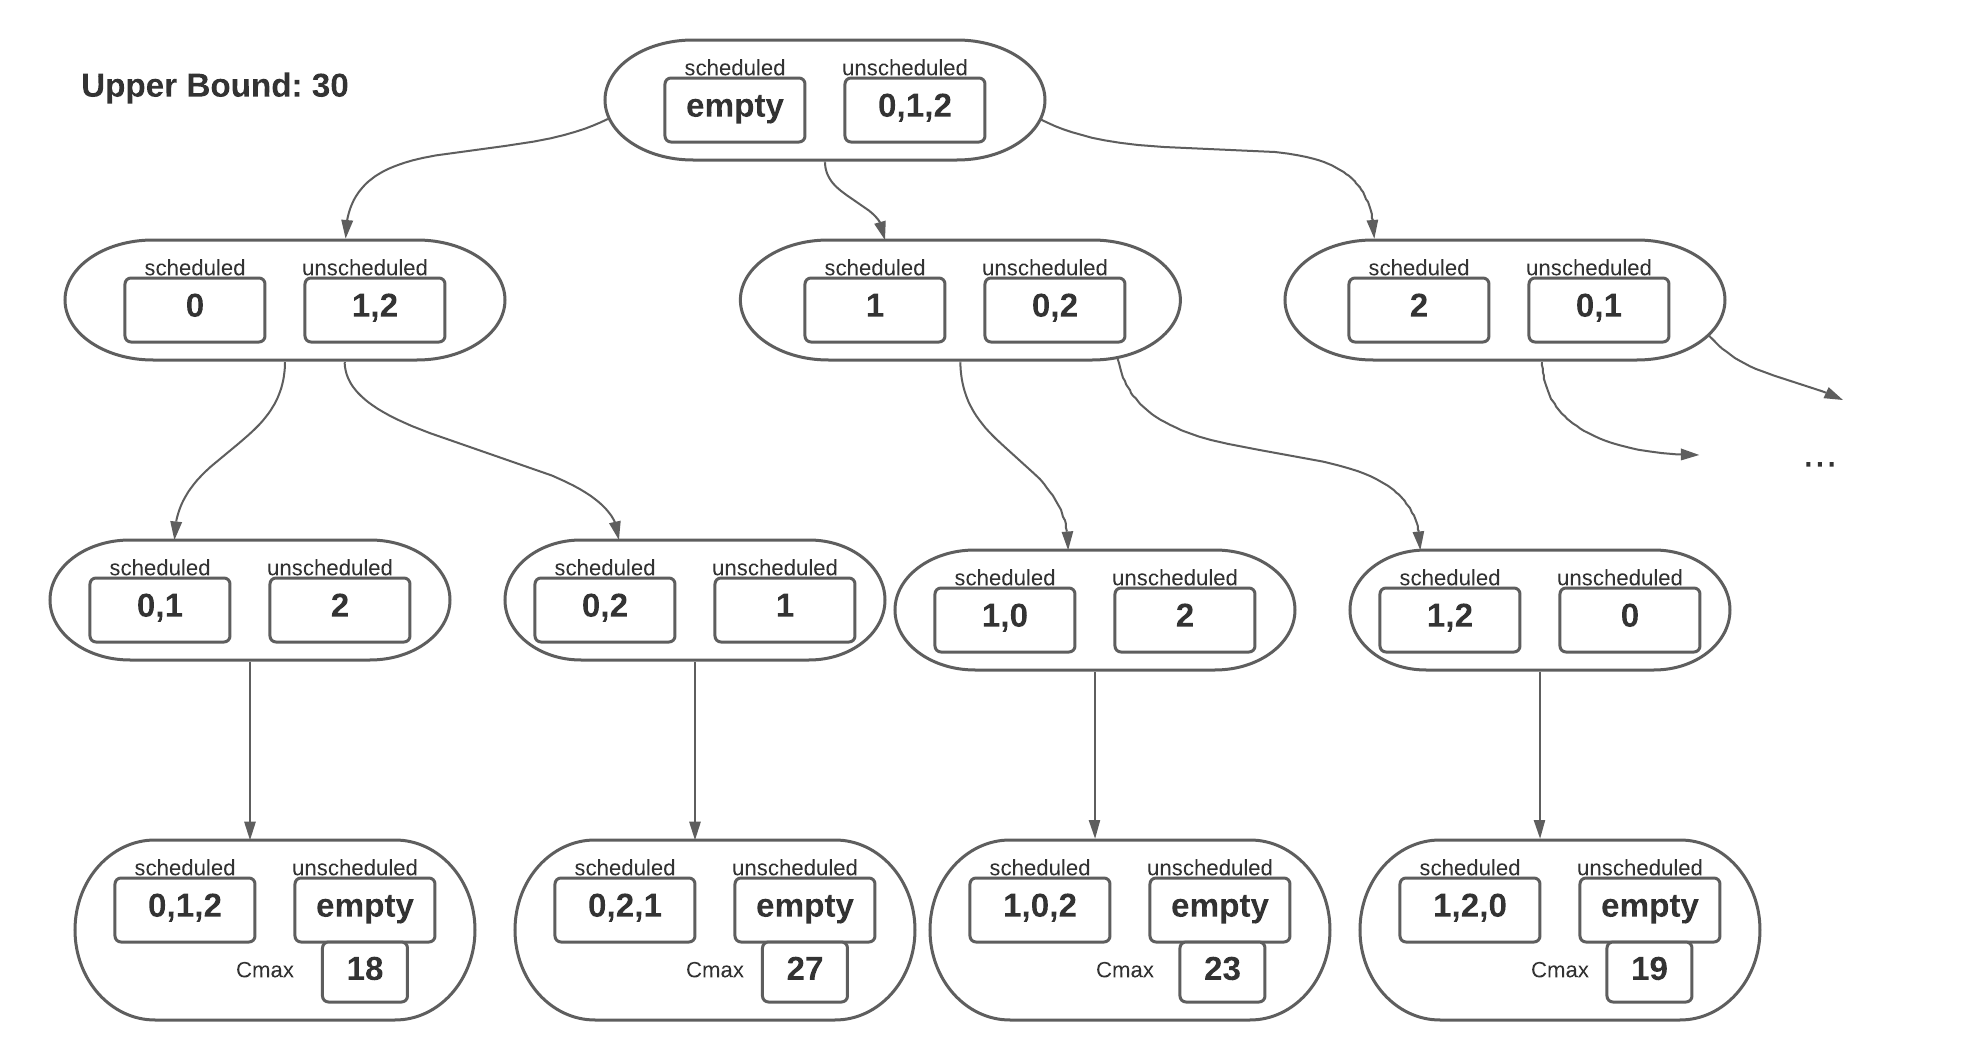 Upper Bound: 30
scheduled unscheduled
empty 0,1,2
scheduled unscheduled
0 1,2
scheduled unscheduled
1 0,2
scheduled unscheduled
2 0,1
...
scheduled unscheduled
0,1 2
scheduled unscheduled
0,2 1
scheduled unscheduled
1,0 2
scheduled unscheduled
1,2 0
scheduled unscheduled
0,1,2 empty
Cmax 18
scheduled unscheduled
0,2,1 empty
Cmax 27
scheduled unscheduled
1,0,2 empty
Cmax 23
scheduled unscheduled
1,2,0 empty
Cmax 19